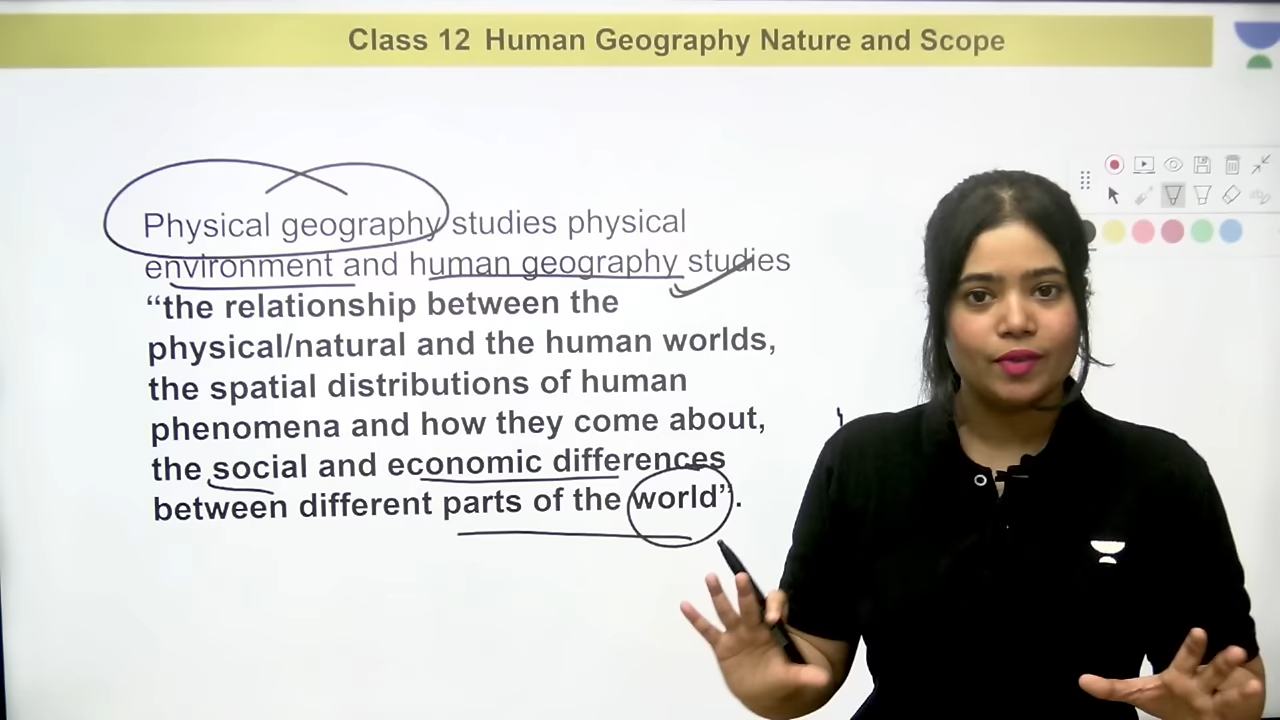 Class 12 Human Geography Nature and Scope
Physical geography studies physical
environment and human geography studies
“the relationship between the
physical/natural and the human worlds,
the spatial distributions of human
phenomena and how they come about,
the social and economic differences
between different parts of the world”.